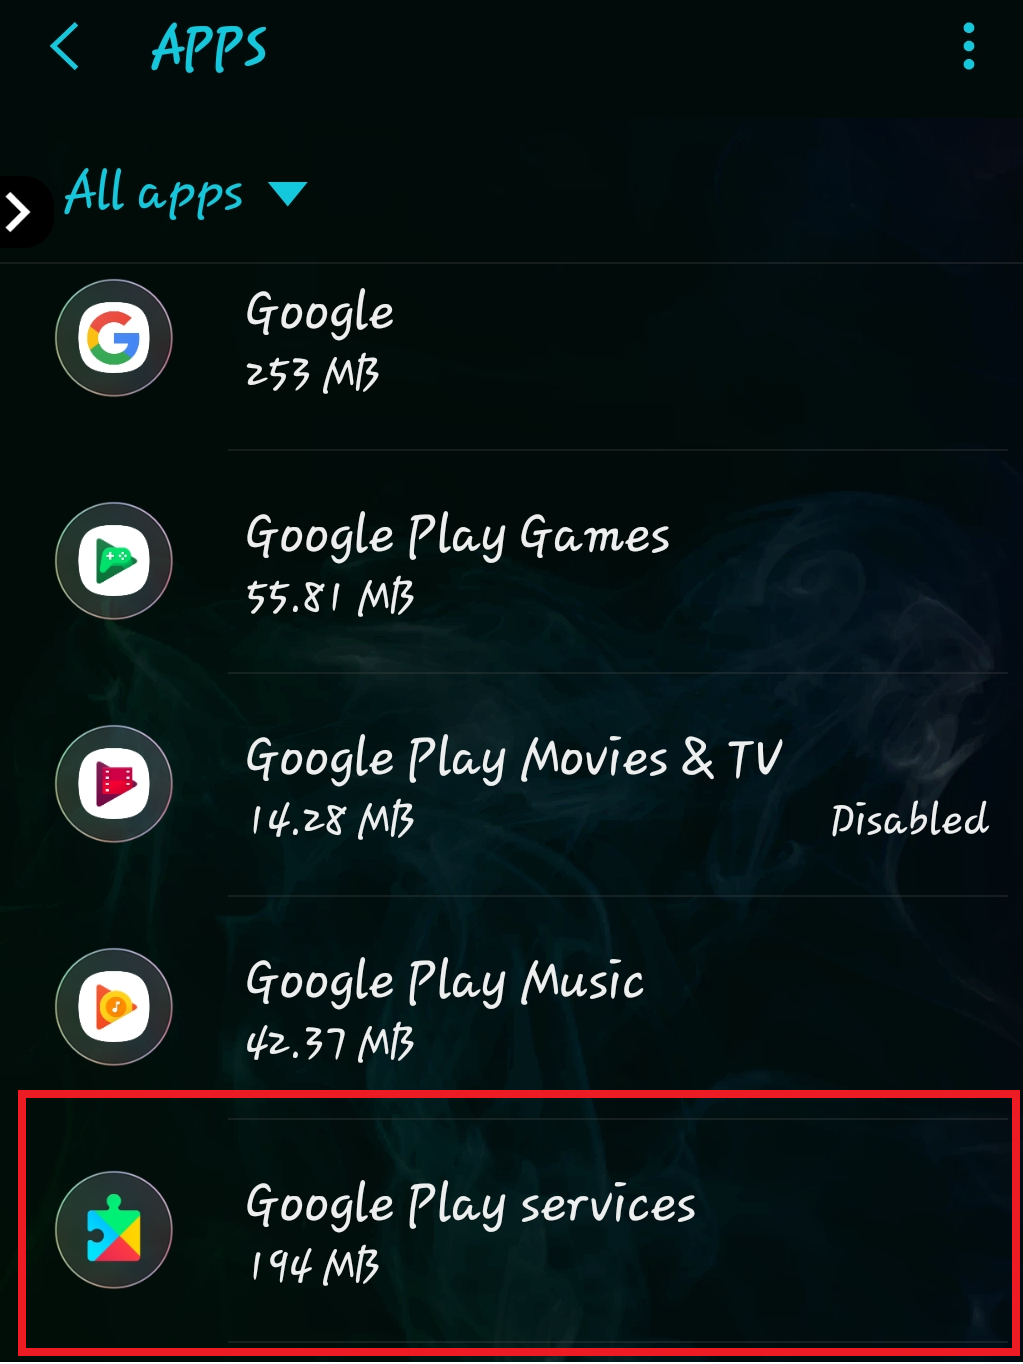 APPS
All apps
Google
253 MB
Google Play Games
55.81 MB
Google Play Movies & TV
14.28 MB
Disabled
Google Play Music
42.37 MB
Google Play services
194 MB